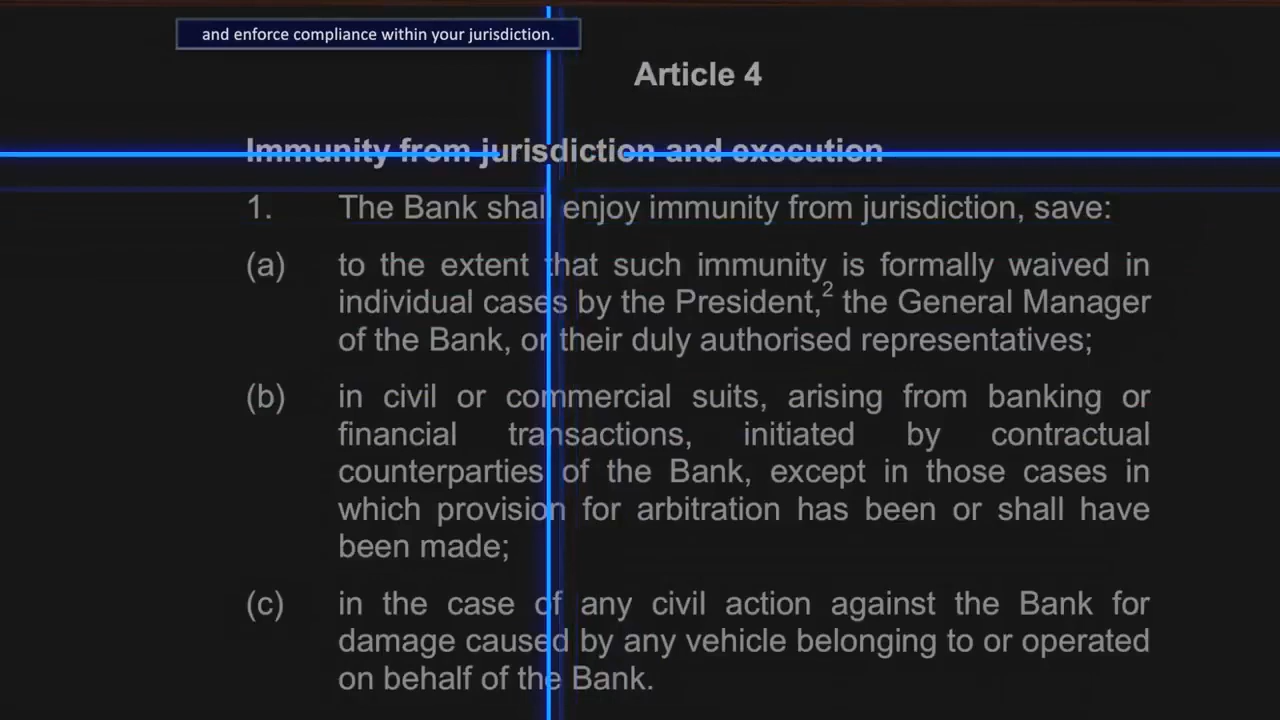 and enforce compliance within your jurisdiction.
Article 4
Immunity from jurisdiction and execution
1. The Bank shall enjoy immunity from jurisdiction, save:
(a) to the extent that such immunity is formally waived in
individual cases by the President,2 the General Manager
of the Bank, or their duly authorised representatives;
(b) in civil or commercial suits, arising from banking or
financial transactions, initiated by contractual
counterparties of the Bank, except in those cases in
which provision for arbitration has been or shall have
been made;
(c) in the case of any civil action against the Bank for
damage caused by any vehicle belonging to or operated
on behalf of the Bank.